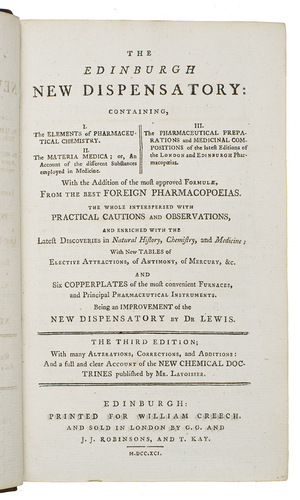 THE
EDINBURGH
NEW DISPENSATORY:
CONTAINING,
I.
The ELEMENTS of PHARMACEU-
TICAL CHEMISTRY.
II.
The MATERIA MEDICA; or, An
Account of the different Substances
employed in Medicine.
III.
The PHARMACEUTICAL PREPA-
RATIONS and MEDICINAL COM-
POSITIONS of the latest Editions of
the LONDON and EDINBURGH Phar-
macopœias.
With the Addition of the most approved FORMULÆ,
FROM THE BEST FOREIGN PHARMACOPOEIAS.
THE WHOLE INTERSPERSED WITH
PRACTICAL CAUTIONS AND OBSERVATIONS,
AND ENRICHED WITH THE
Latest Discoveries in Natural History, Chemistry, and Medicine;
With New TABLES of
ELECTIVE ATTRACTIONS, of ANTIMONY, of MERCURY, &c.
AND
SIX COPPERPLATES of the most convenient FURNACES,
and Principal PHARMACEUTICAL INSTRUMENTS.
Being an IMPROVEMENT of the
NEW DISPENSATORY BY DR LEWIS.
THE THIRD EDITION;
With many ALTERATIONS, CORRECTIONS, and ADDITIONS:
And a full and clear ACCOUNT of the NEW CHEMICAL DOC-
TRINES published by MR. LAVOISIER.
EDINBURGH:
PRINTED FOR WILLIAM CREECH.
AND SOLD IN LONDON BY G.G. AND
J.J. ROBINSONS, AND T. KAY.
M.DCC.XCI.